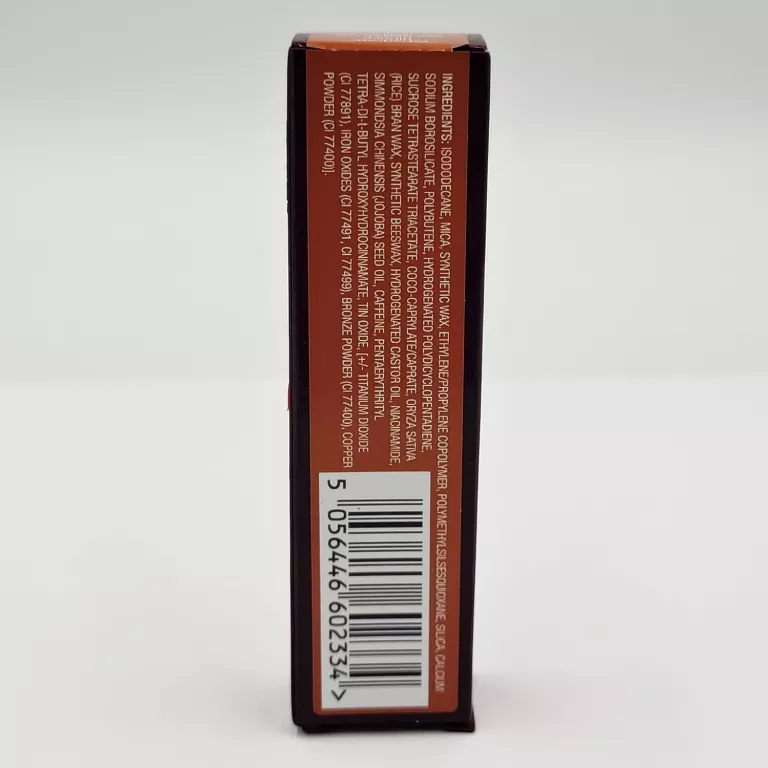 INGREDIENTS: ISODODECANE, MICA, SYNTHETIC WAX, ETHYLENE/PROPYLENE COPOLYMER, POLYMETHYLSILSESQUIOXANE, SILICA, CALCIUM
SODIUM BOROSILICATE, POLYBUTENE, HYDROGENATED POLYDICYCLOPENTADIENE,
SUCROSE TETRASTEARATE TRIACETATE, COCO-CAPRYLATE/CAPRATE, ORYZA SATIVA
(RICE) BRAN WAX, SYNTHETIC BEESWAX, HYDROGENATED CASTOR OIL, NIACINAMIDE,
SIMMONDSIA CHINENSIS (JOJOBA) SEED OIL, CAFFEINE, PENTAERYTHRITYL
TETRA-DI-t-BUTYL HYDROXYHYDROCINNAMATE, TIN OXIDE, [+/- TITANIUM DIOXIDE
(CI 77891), IRON OXIDES (CI 77491, CI 77499), BRONZE POWDER (CI 77400), COPPER
POWDER (CI 77400)].
5 056446 602334 >